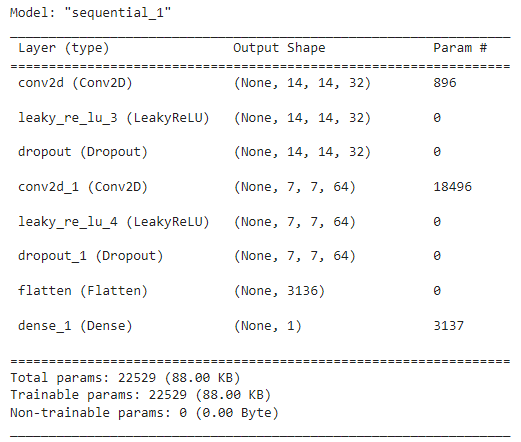 Model: "sequential_1"
_________________________________________________________________
Layer (type) Output Shape Param #
=================================================================
conv2d (Conv2D) (None, 14, 14, 32) 896
leaky_re_lu_3 (LeakyReLU) (None, 14, 14, 32) 0
dropout (Dropout) (None, 14, 14, 32) 0
conv2d_1 (Conv2D) (None, 7, 7, 64) 18496
leaky_re_lu_4 (LeakyReLU) (None, 7, 7, 64) 0
dropout_1 (Dropout) (None, 7, 7, 64) 0
flatten (Flatten) (None, 3136) 0
dense_1 (Dense) (None, 1) 3137
=================================================================
Total params: 22529 (88.00 KB)
Trainable params: 22529 (88.00 KB)
Non-trainable params: 0 (0.00 Byte)
_________________________________________________________________